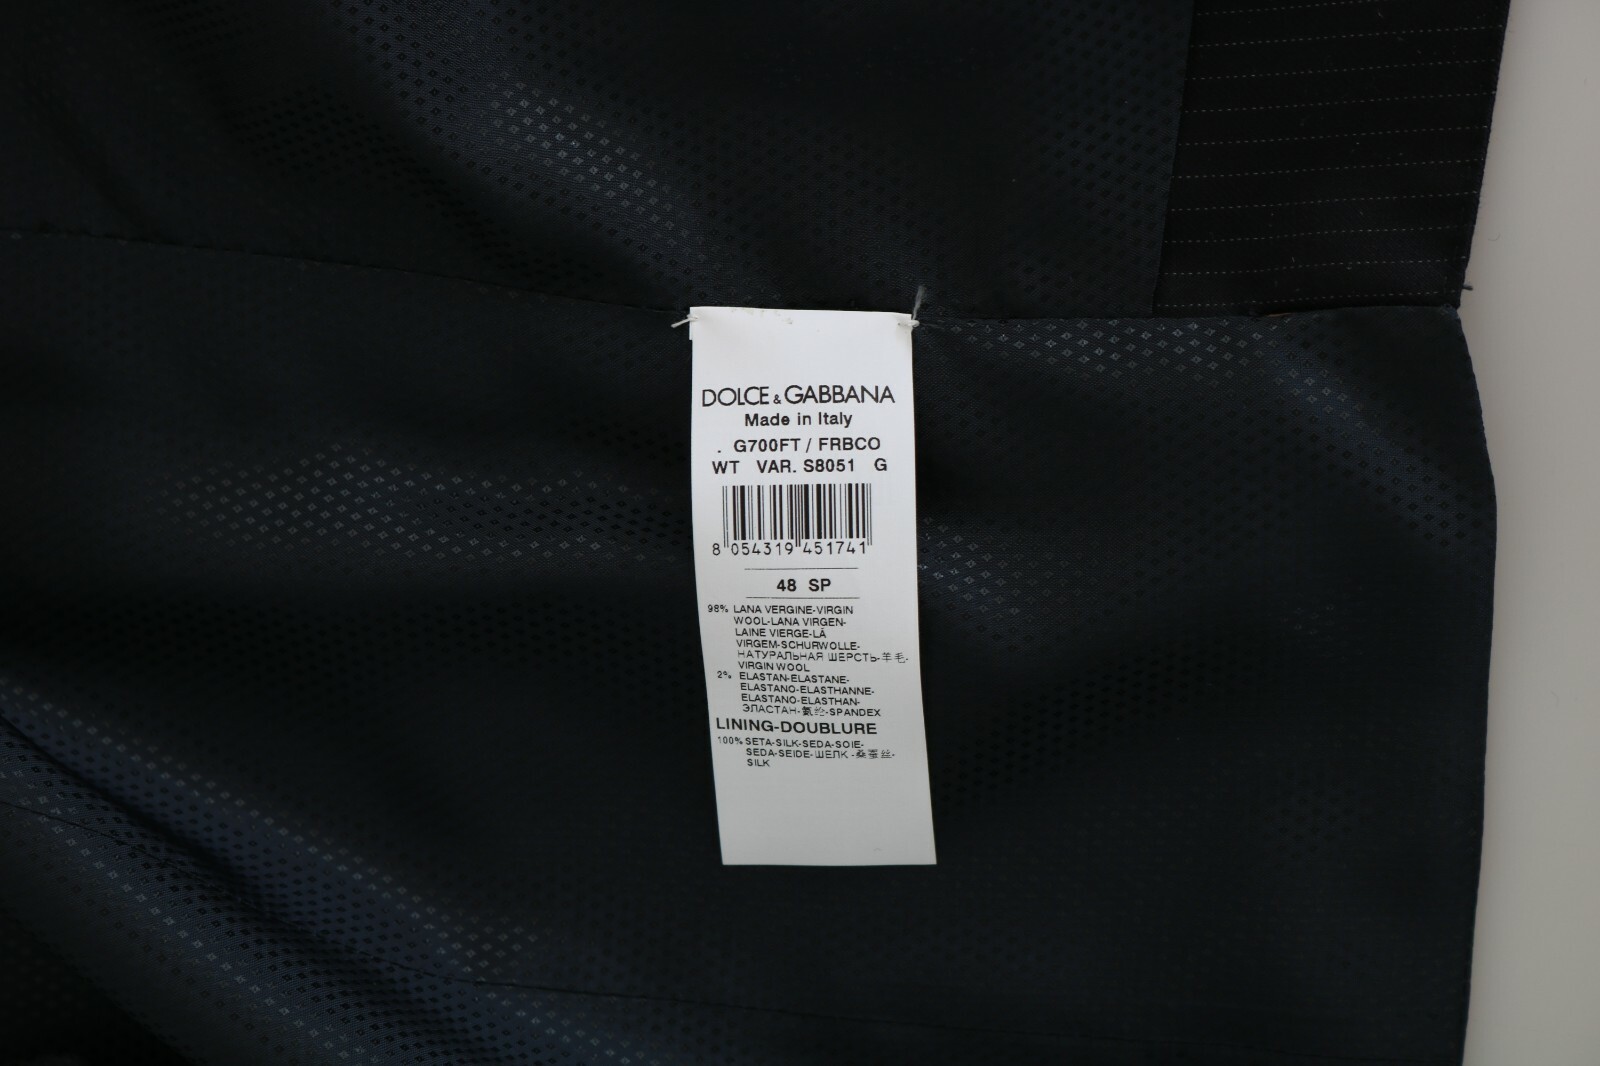 DOLCE & GABBANA
Made in Italy
. G700FT / FRBCO
WT VAR. S8051 G
8 054319 451741
48 SP
98% LANA VERGINE-VIRGIN
WOOL-LANA VIRGEN-
LAINE VIERGE-LÃ
VIRGEM-SCHURWOLLE-
НАТУРАЛЬНАЯ ШЕРСТЬ-羊毛-
VIRGIN WOOL
2% ELASTAN-ELASTANE-
ELASTANO-ELASTHANNE-
ELASTANO-ELASTHAN-
ЭЛАСТАН-氨纶-SPANDEX
LINING-DOUBLURE
100% SETA-SILK-SEDA-SOIE-
SEDA-SEIDE-ШЕЛК-桑蚕丝-
SILK